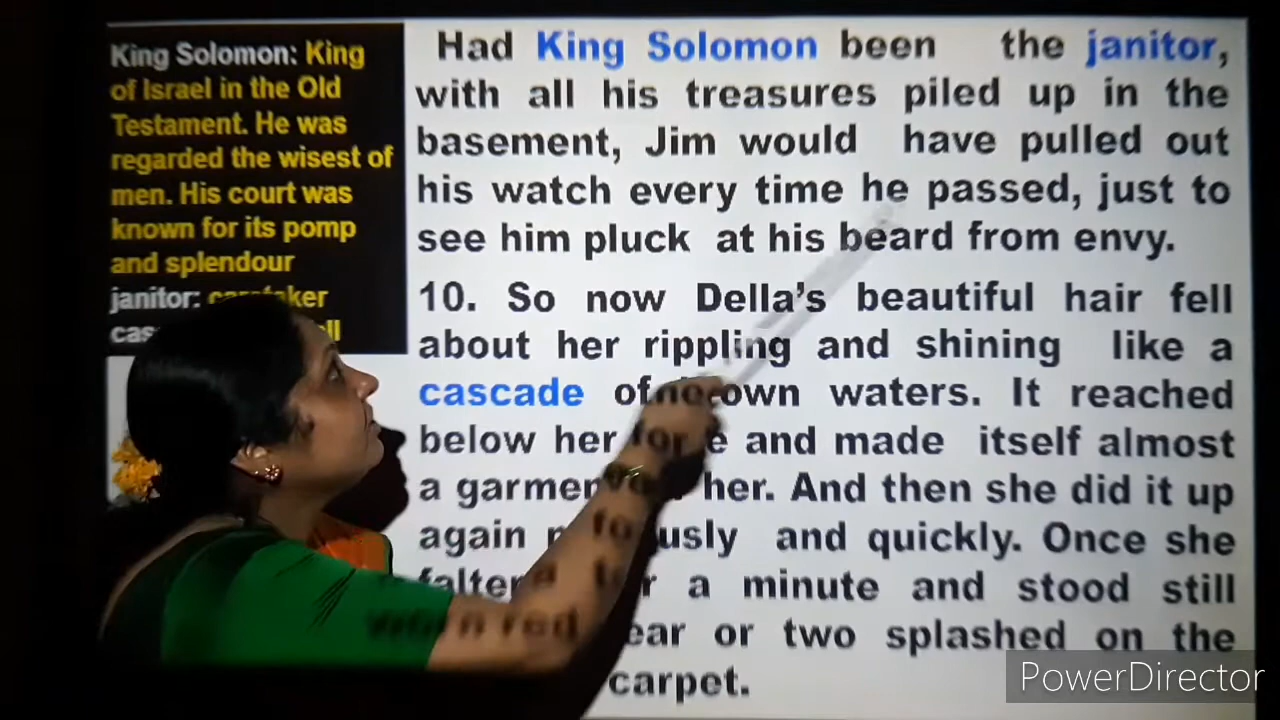 King Solomon: King
of Israel in the Old
Testament. He was
regarded the wisest of
men. His court was
known for its pomp
and splendour
janitor:
Had King Solomon been the janitor,
with all his treasures piled up in the
basement, Jim would have pulled out
his watch every time he passed, just to
see him pluck at his beard from envy.
10. So now Della's beautiful hair fell
about her rippling and shining like a
cascade of brown waters. It reached
below her and made itself almost
a her. And then she did it up
again and quickly. Once she
a minute and stood still
or two splashed on the
carpet.
PowerDirector